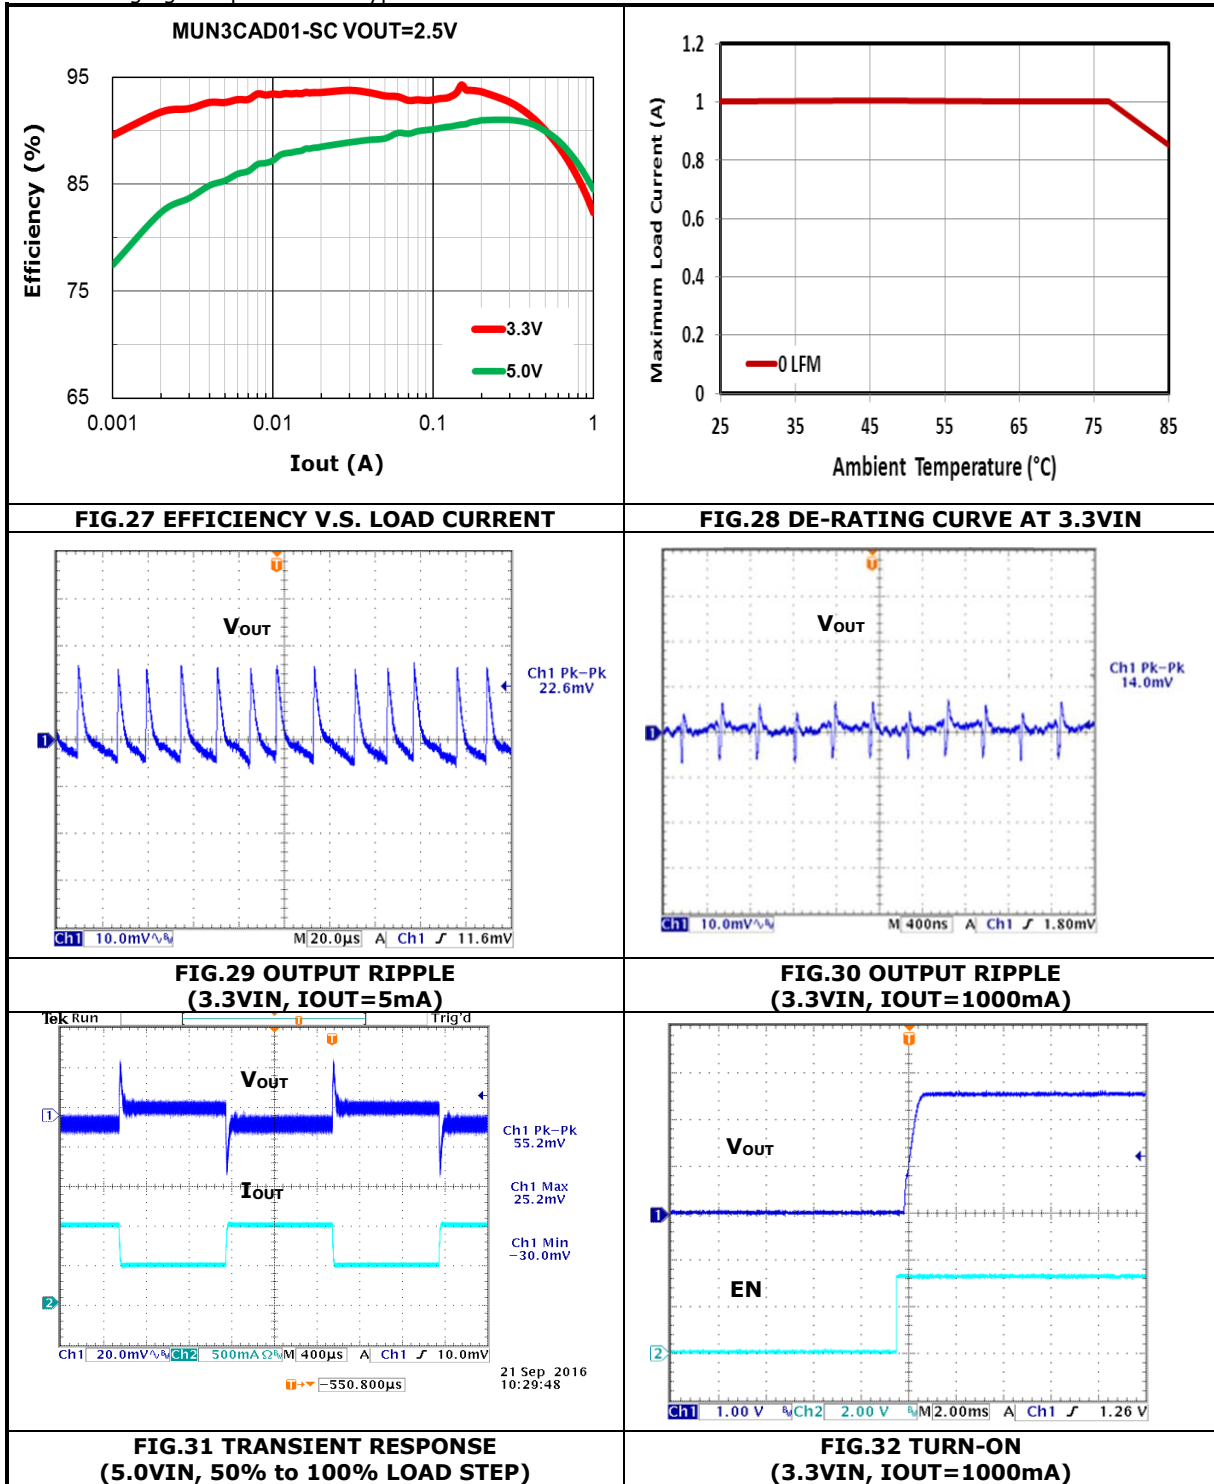 MUN3CAD01-SC VOUT=2.5V
Efficiency (%)
95
85
75
65
3.3V
5.0V
0.001 0.01 0.1 1
Iout (A)
FIG.27 EFFICIENCY V.S. LOAD CURRENT
Maximum Load Current (A)
1.2
1
0.8
0.6
0.4
0.2
0
0 LFM
25 35 45 55 65 75 85
Ambient Temperature (°C)
FIG.28 DE-RATING CURVE AT 3.3VIN
T
VOUT
Ch1 Pk-Pk
22.6mV
1
Ch1 10.0mV M 20.0µs A Ch1 11.6mV
FIG.29 OUTPUT RIPPLE
(3.3VIN, IOUT=5mA)
T
VOUT
Ch1 Pk-Pk
14.0mV
1
Ch1 10.0mV M 400ns A Ch1 1.80mV
FIG.30 OUTPUT RIPPLE
(3.3VIN, IOUT=1000mA)
Tek Run Trig'd
T
T
VOUT
1
Ch1 Pk-Pk
55.2mV
IOUT
Ch1 Max
25.2mV
Ch1 Min
-30.0mV
2
Ch1 20.0mV Ch2 500mA Ω M 400µs A Ch1 10.0mV
T -550.800µs
21 Sep 2016
10:29:48
FIG.31 TRANSIENT RESPONSE
(5.0VIN, 50% to 100% LOAD STEP)
T
VOUT
1
EN
2
Ch1 1.00 V Ch2 2.00 V M 2.00ms A Ch1 1.26 V
FIG.32 TURN-ON
(3.3VIN, IOUT=1000mA)